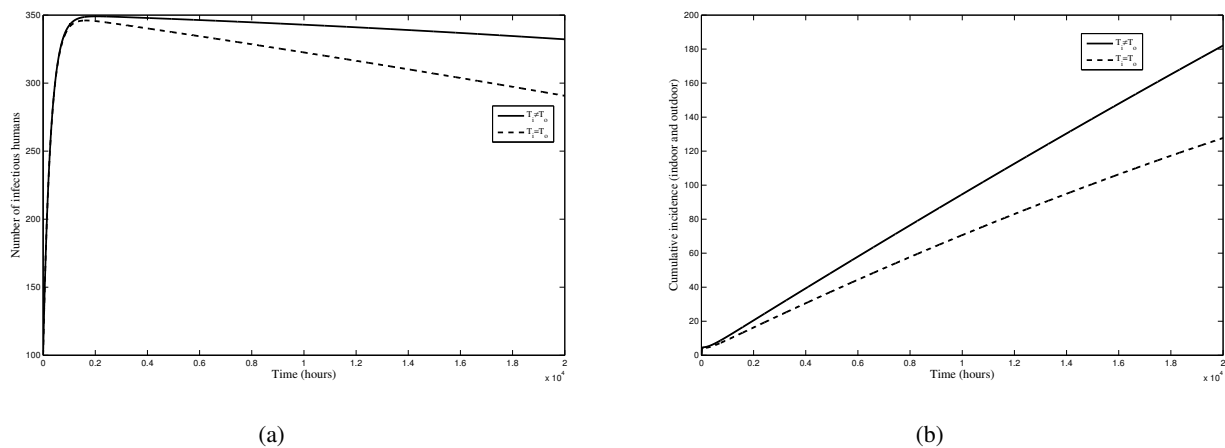 350
300
250
200
150
100
Number of infectious humans
T_i≠T_o
T_i=T_o
0 0.2 0.4 0.6 0.8 1 1.2 1.4 1.6 1.8 2
x 10^4
Time (hours)
(a)
200
180
160
140
120
100
80
60
40
20
0
Cumulative incidence (indoor and outdoor)
T_i≠T_o
T_i=T_o
0 0.2 0.4 0.6 0.8 1 1.2 1.4 1.6 1.8 2
x 10^4
Time (hours)
(b)